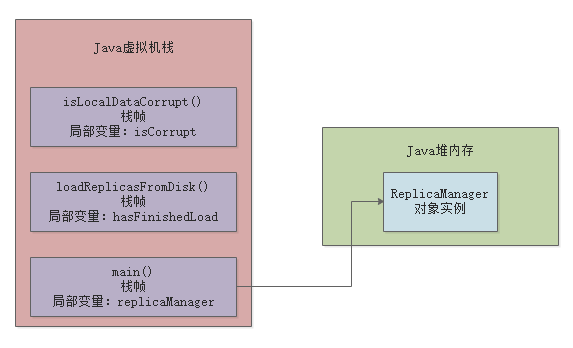 Java虚拟机栈
isLocalDataCorrupt()
栈帧
局部变量：isCorrupt
loadReplicasFromDisk()
栈帧
局部变量：hasFinishedLoad
main()
栈帧
局部变量：replicaManager
Java堆内存
ReplicaManager
对象实例